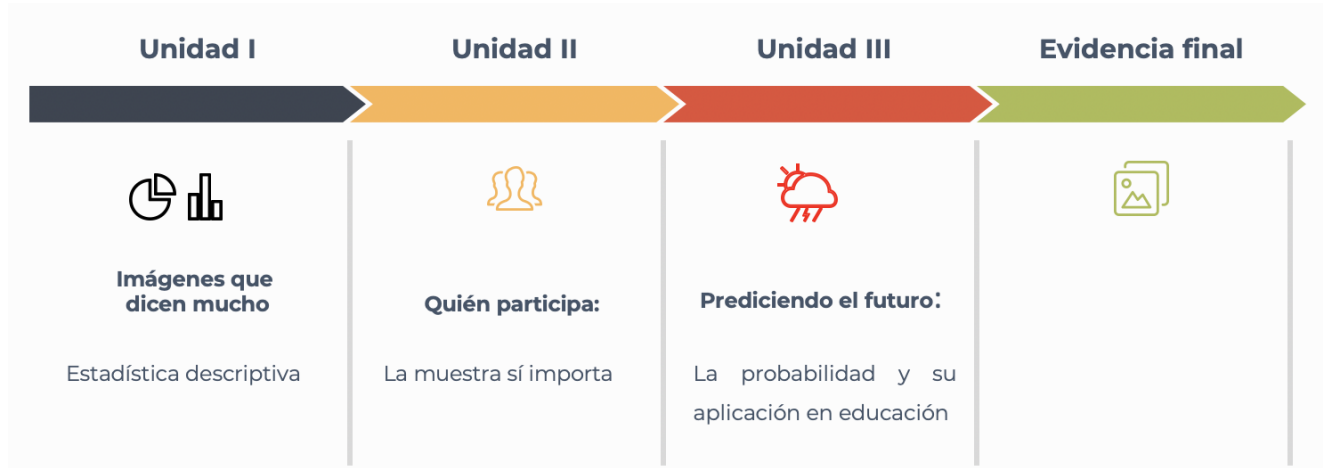 Unidad I
Unidad II
Unidad III
Evidencia final
Imágenes que
dicen mucho
Estadística descriptiva
Quién participa:
La muestra sí importa
Prediciendo el futuro:
La probabilidad y su
aplicación en educación